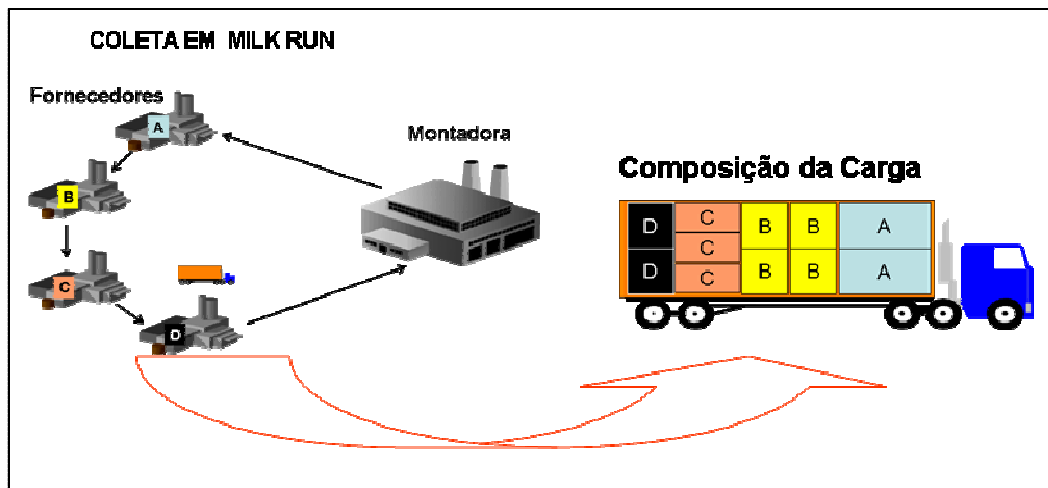 COLETA EM MILK RUN
Fornecedores
A
B
C
D
Montadora
Composição da Carga
D C B B A
C
D C B B A